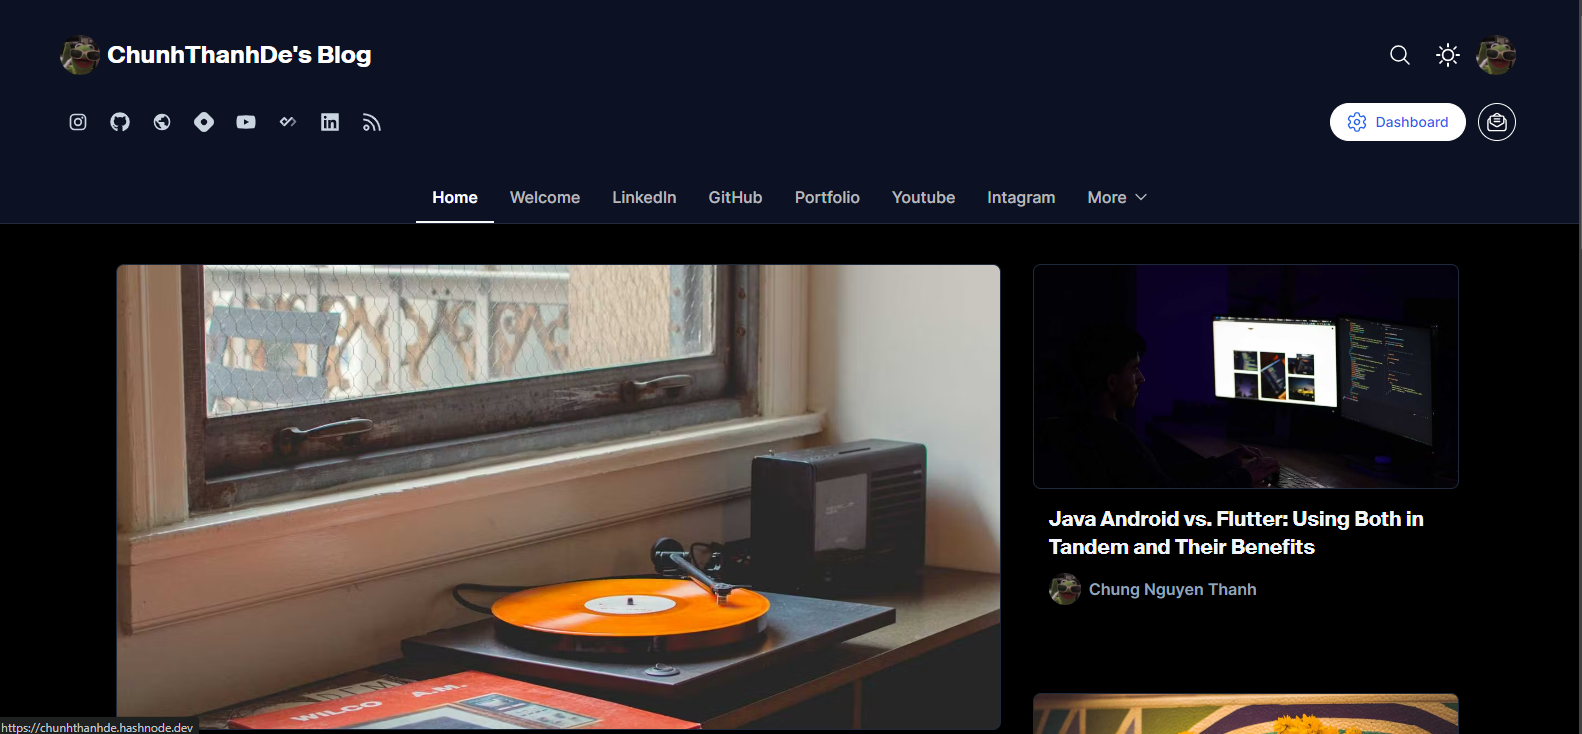 ChunhThanhDe's Blog
Dashboard
Home Welcome LinkedIn GitHub Portfolio Youtube Intagram More
WILCO A.M.
Java Android vs. Flutter: Using Both in
Tandem and Their Benefits
Chung Nguyen Thanh
https://chunhthanhde.hashnode.dev